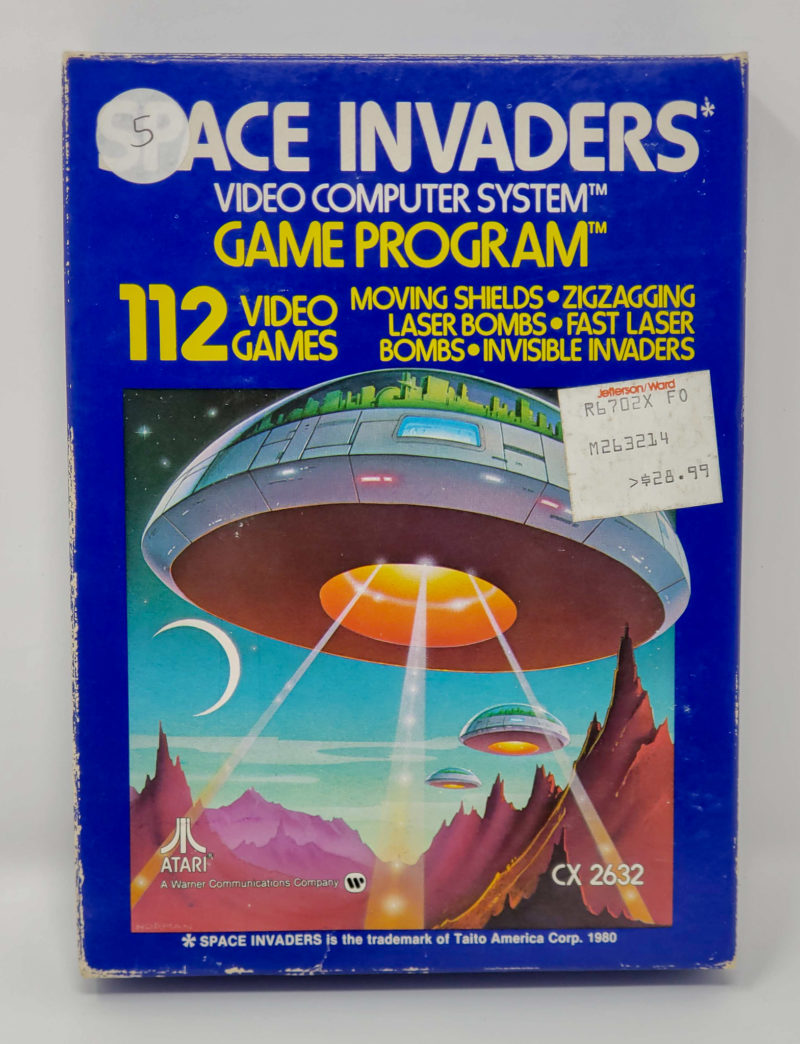 5
SPACE INVADERS*
VIDEO COMPUTER SYSTEM™
GAME PROGRAM™
112 VIDEO GAMES
MOVING SHIELDS • ZIGZAGGING
LASER BOMBS • FAST LASER
BOMBS • INVISIBLE INVADERS
Jefferson/Ward
R6702X FO
M263214
>$28.99
ATARI®
A Warner Communications Company
CX 2632
* SPACE INVADERS is the trademark of Taito America Corp. 1980